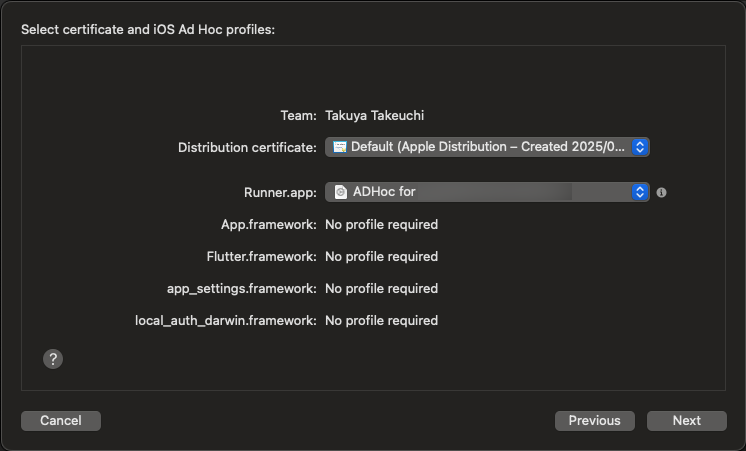 Select certificate and iOS Ad Hoc profiles:
Team: Takuya Takeuchi
Distribution certificate: Default (Apple Distribution – Created 2025/0...
Runner.app: ADHoc for
App.framework: No profile required
Flutter.framework: No profile required
app_settings.framework: No profile required
local_auth_darwin.framework: No profile required
?
Cancel Previous Next